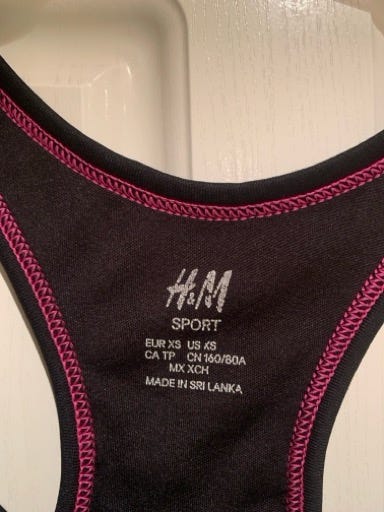 H&M
SPORT
EUR XS US XS
CA TP CN 160/80A
MX XCH
MADE IN SRI LANKA